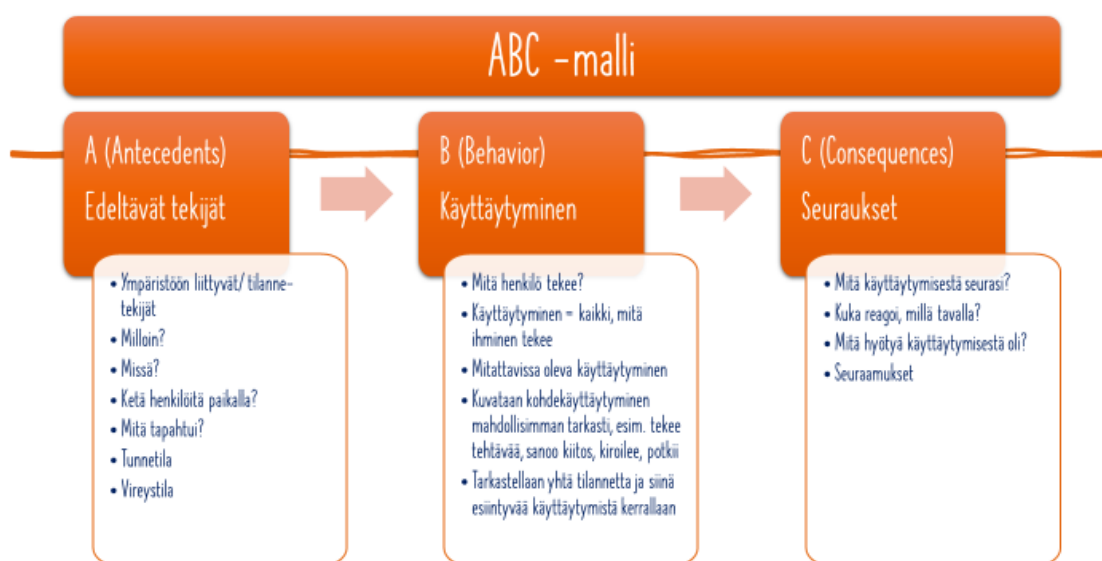 ABC -malli
A (Antecedents)
Edeltävät tekijät
• Ympäristöön liittyvät/ tilanne-
tekijät
• Milloin?
• Missä?
• Ketä henkilöitä paikalla?
• Mitä tapahtui?
• Tunnetila
• Vireystila
B (Behavior)
Käyttäytyminen
• Mitä henkilö tekee?
• Käyttäytyminen = kaikki, mitä
ihminen tekee
• Mitattavissa oleva käyttäytyminen
• Kuvataan kohdekäyttäytyminen
mahdollisimman tarkasti, esim. tekee
tehtävää, sanoo kiitos, kiroilee, potkii
• Tarkastellaan yhtä tilannetta ja siinä
esiintyvää käyttäytymistä kerrallaan
C (Consequences)
Seuraukset
• Mitä käyttäytymisestä seurasi?
• Kuka reagoi, millä tavalla?
• Mitä hyötyä käyttäytymisestä oli?
• Seuraamukset